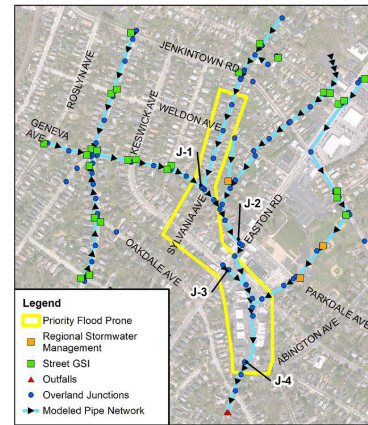 JENKINTOWN RD
ROSLYN AVE
WELDON AVE
KESWICK AVE
GENEVA
AVE
J-1
SYLVANIA AVE
J-2
EASTON RD
OAKDALE AVE
J-3
PARKDALE AVE
ABINGTON AVE
J-4
Legend
Priority Flood Prone
Regional Stormwater
Management
Street GSI
Outfalls
Overland Junctions
Modeled Pipe Network